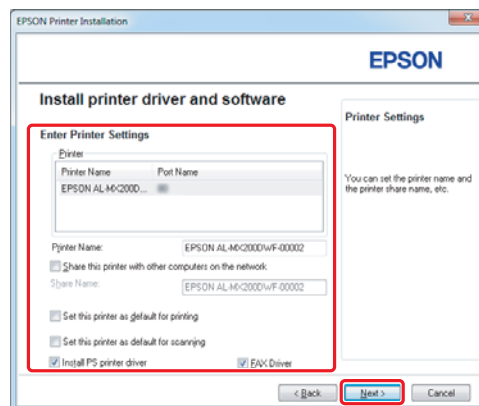 EPSON Printer Installation
EPSON
Install printer driver and software
Enter Printer Settings
Printer
Printer Name Port Name
EPSON AL-MX200D...
Printer Name: EPSON AL-MX200DWF-00002
Share this printer with other computers on the network
Share Name: EPSON AL-MX200DWF-00002
Set this printer as default for printing
Set this printer as default for scanning
Install PS printer driver FAX Driver
Printer Settings
You can set the printer name and
the printer share name, etc.
< Back Next > Cancel